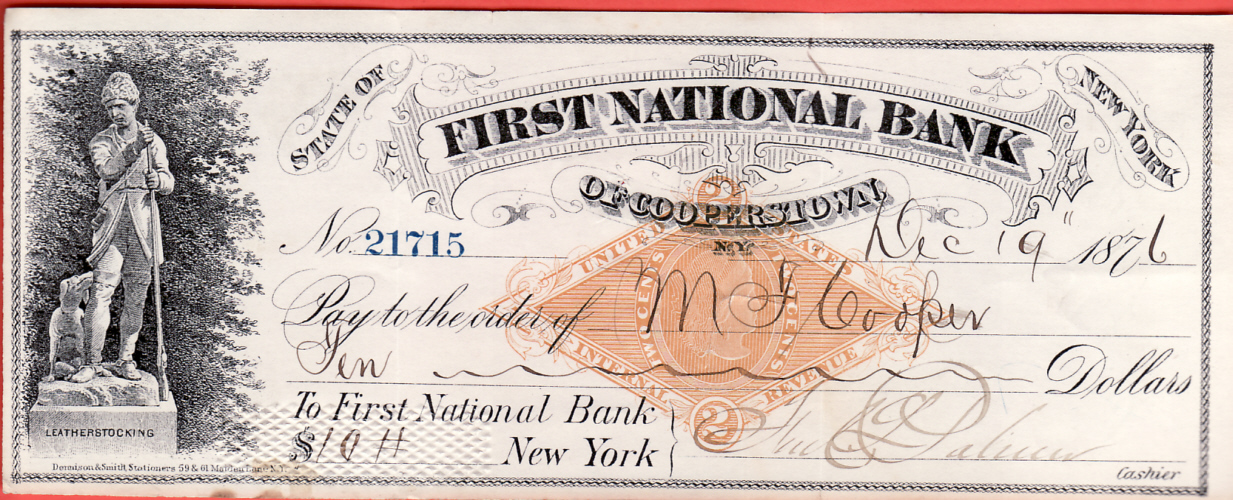 STATE OF
FIRST NATIONAL BANK
NEW YORK
OF COOPERSTOWN
N.Y.
No. 21715
Dec 19" 1876
UNITED STATES
TWO CENTS
INTERNAL REVENUE
2
2
Pay to the order of M F Cooper
Ten Dollars
To First National Bank
$10
New York
Cashier
LEATHERSTOCKING
Dennison & Smith Stationers 59 & 61 Maiden Lane N.Y.